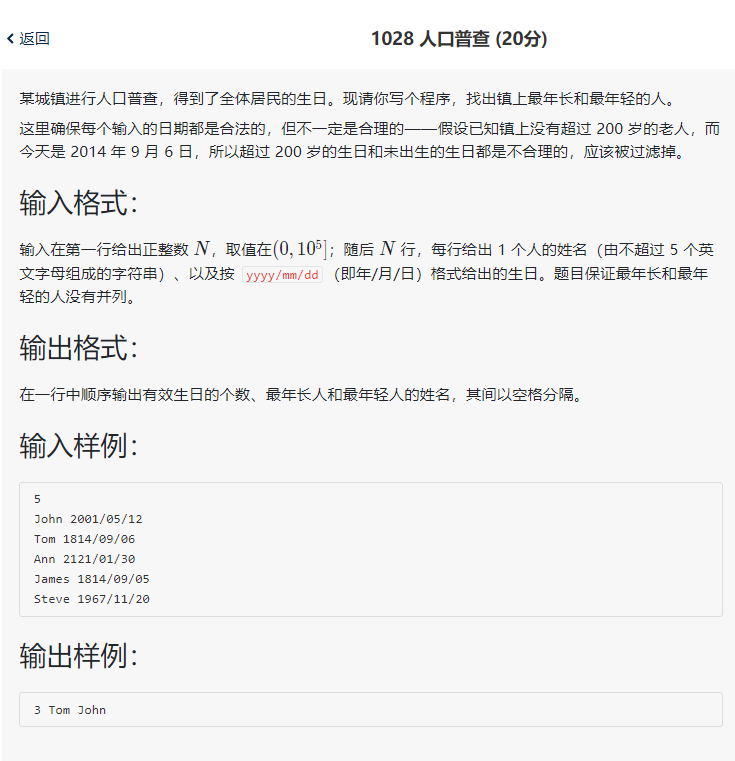 返回
1028 人口普查 (20分)
某城镇进行人口普查，得到了全体居民的生日。现请你写个程序，找出镇上最年长和最年轻的人。
这里确保每个输入的日期都是合法的，但不一定是合理的——假设已知镇上没有超过 200 岁的老人，而
今天是 2014 年 9 月 6 日，所以超过 200 岁的生日和未出生的生日都是不合理的，应该被过滤掉。
输入格式：
输入在第一行给出正整数 N，取值在(0, 10⁵]；随后 N 行，每行给出 1 个人的姓名（由不超过 5 个英
文字母组成的字符串）、以及按 yyyy/mm/dd （即年/月/日）格式给出的生日。题目保证最年长和最年
轻的人没有并列。
输出格式：
在一行中顺序输出有效生日的个数、最年长人和最年轻人的姓名，其间以空格分隔。
输入样例：
5
John 2001/05/12
Tom 1814/09/06
Ann 2121/01/30
James 1814/09/05
Steve 1967/11/20
输出样例：
3 Tom John